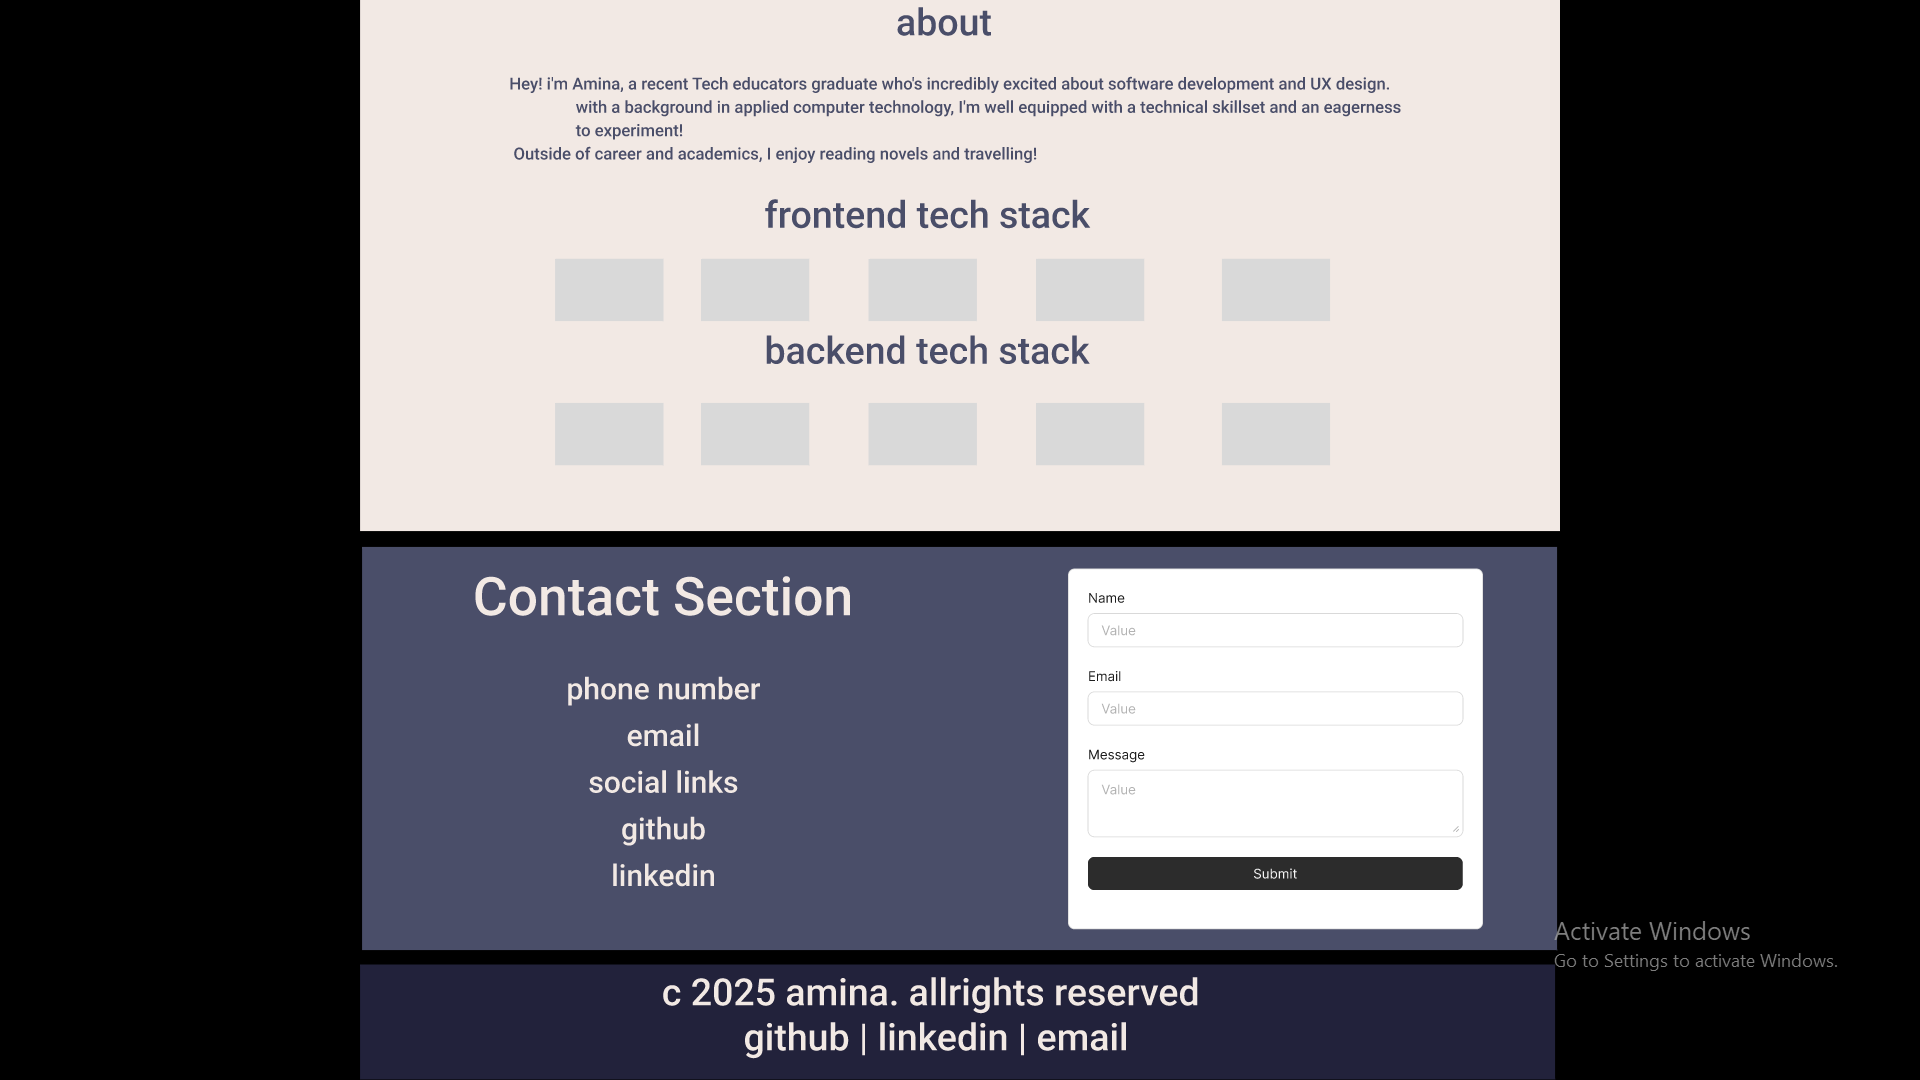 about
Hey! i'm Amina, a recent Tech educators graduate who's incredibly excited about software development and UX design.
with a background in applied computer technology, I'm well equipped with a technical skillset and an eagerness
to experiment!
Outside of career and academics, I enjoy reading novels and travelling!
frontend tech stack
backend tech stack
Contact Section
phone number
email
social links
github
linkedin
Name
Value
Email
Value
Message
Value
Submit
Activate Windows
Go to Settings to activate Windows.
c 2025 amina. allrights reserved
github | linkedin | email